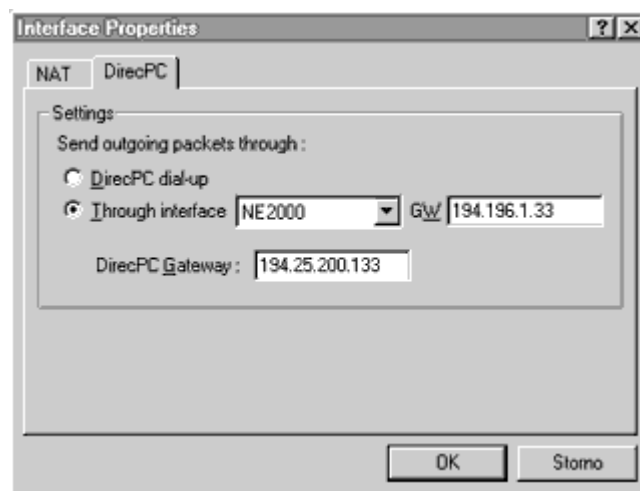 Interface Properties
NAT DirecPC
Settings
Send outgoing packets through :
DirecPC dial-up
Through interface NE2000 GW 194.196.1.33
DirecPC Gateway : 194.25.200.133
OK Storno